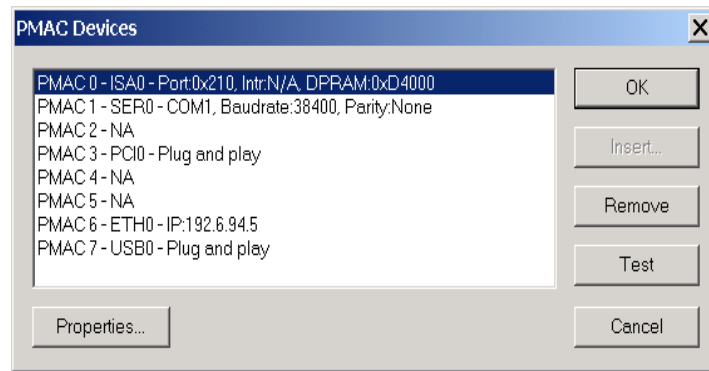 PMAC Devices
PMAC 0 - ISA0 - Port:0x210, Intr:N/A, DPRAM:0xD4000
PMAC 1 - SER0 - COM1, Baudrate:38400, Parity:None
PMAC 2 - NA
PMAC 3 - PCI0 - Plug and play
PMAC 4 - NA
PMAC 5 - NA
PMAC 6 - ETH0 - IP:192.6.94.5
PMAC 7 - USB0 - Plug and play
OK
Insert...
Remove
Test
Properties...
Cancel